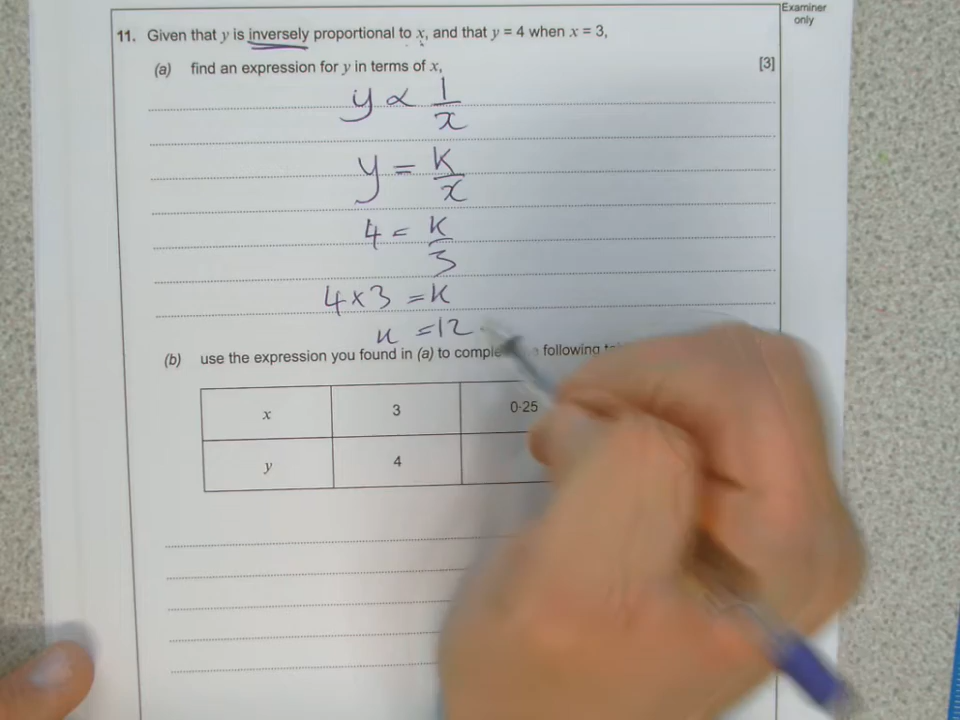 Examiner
only
11. Given that y is inversely proportional to x, and that y = 4 when x = 3,
(a) find an expression for y in terms of x, [3]
y ∝ 1/x
y = k/x
4 = k/3
4 × 3 = k
k = 12
(b) use the expression you found in (a) to following
x 3 0·25
y 4